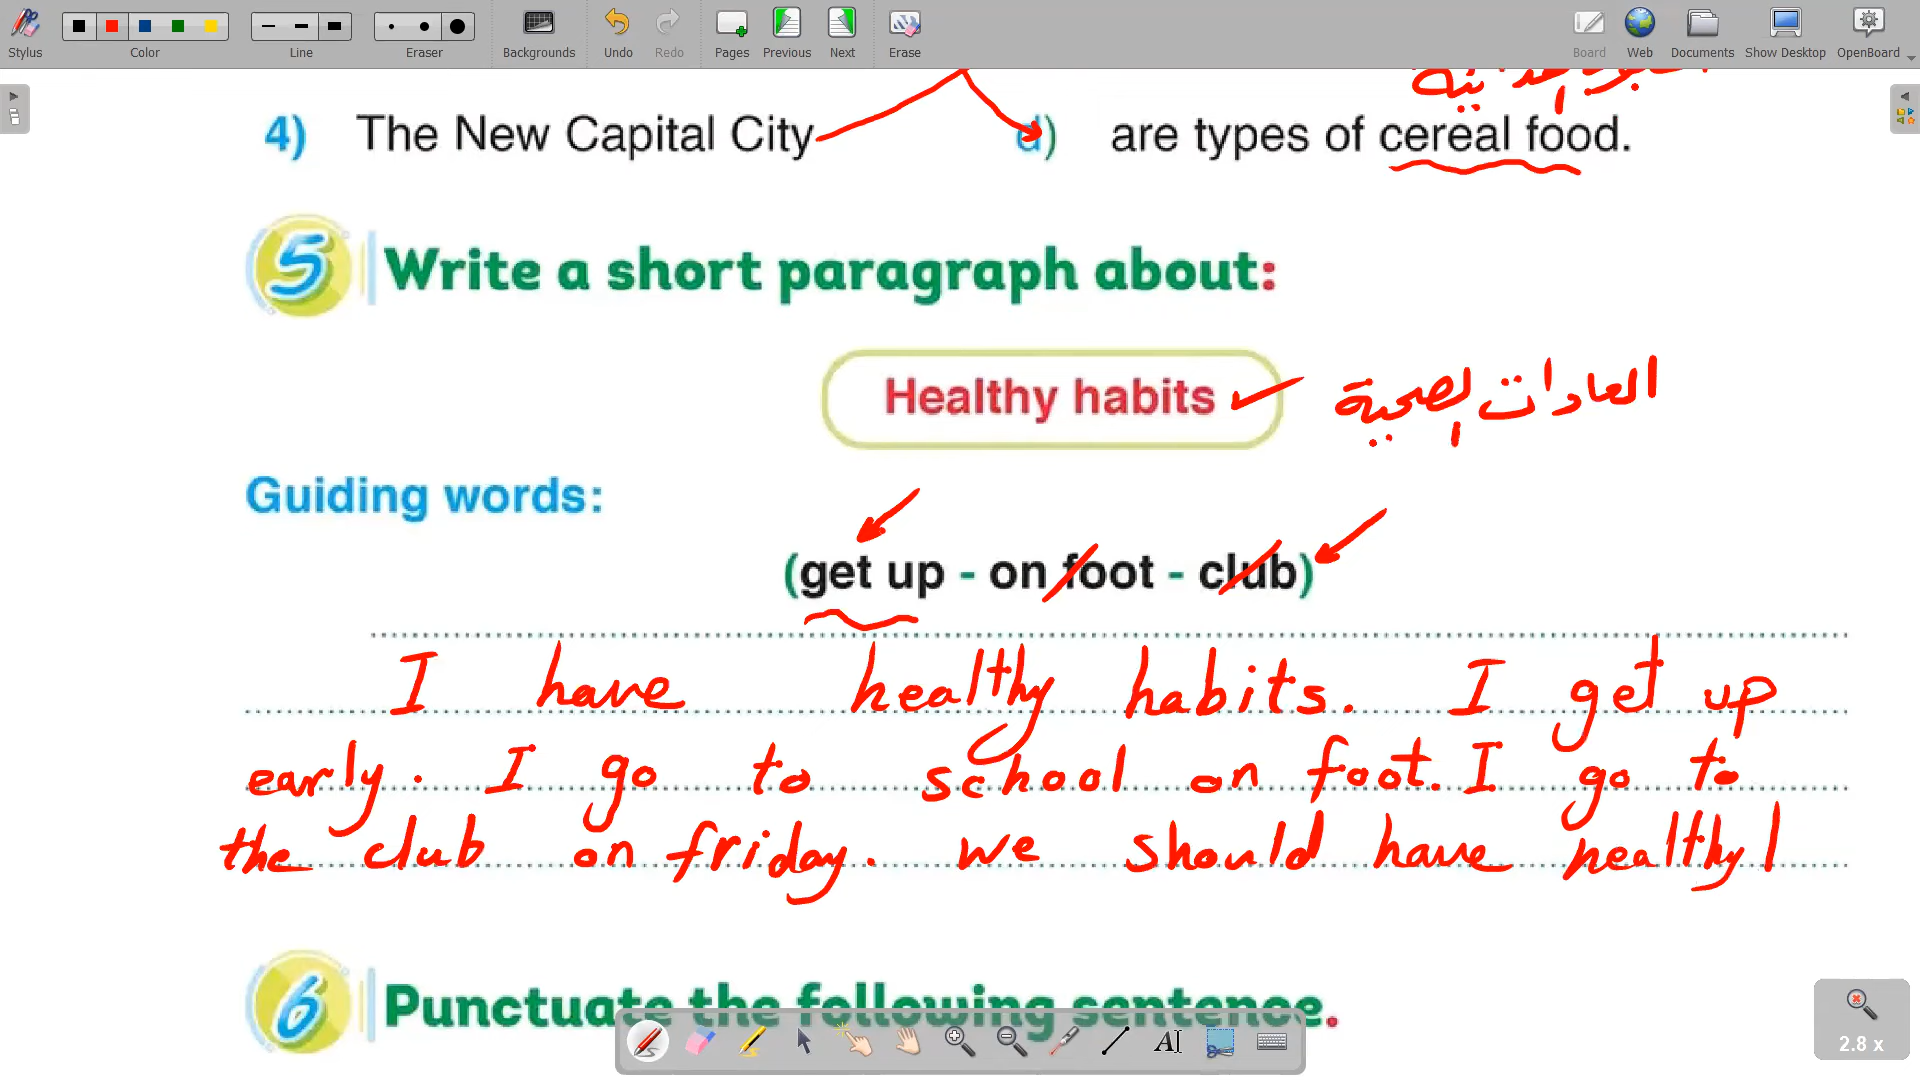 Stylus Color Line Eraser Backgrounds Undo Redo Pages Previous Next Erase Board Web Documents Show Desktop OpenBoard
4) The New Capital City d) are types of cereal food.
5 Write a short paragraph about:
Healthy habits العادات الصحية
Guiding words:
(get up - on foot - club)
I have healthy habits. I get up
early. I go to school on foot. I go to
the club on friday. we should have healthy
6 Punctuate the following sentence.
2.8 x